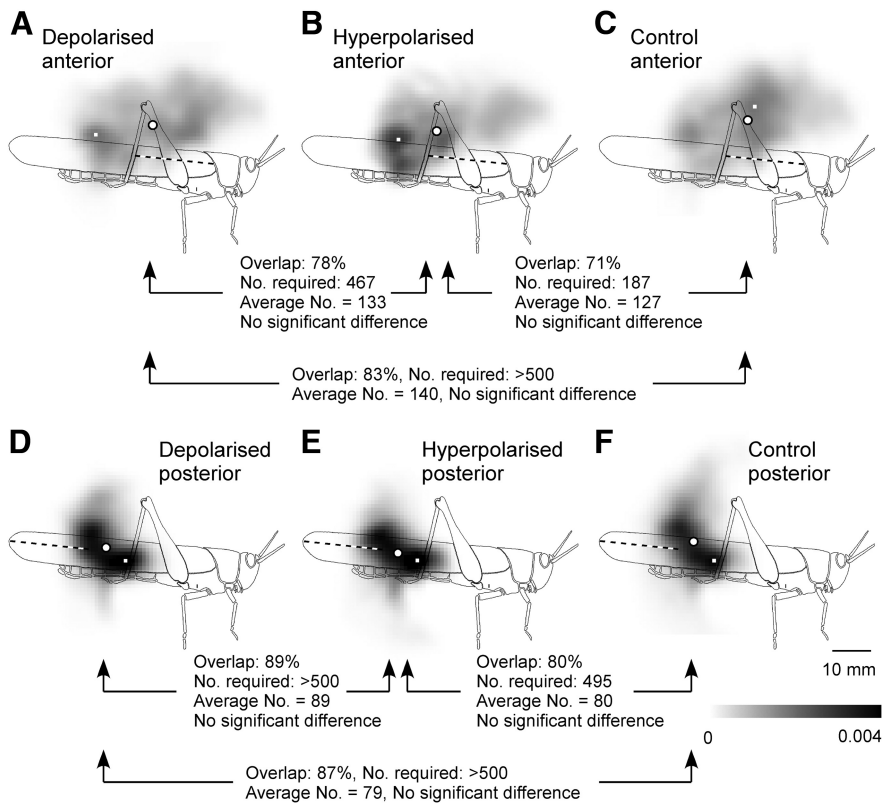 A
Depolarised
anterior
B
Hyperpolarised
anterior
C
Control
anterior
Overlap: 78%
No. required: 467
Average No. = 133
No significant difference
Overlap: 71%
No. required: 187
Average No. = 127
No significant difference
Overlap: 83%, No. required: >500
Average No. = 140, No significant difference
D
Depolarised
posterior
E
Hyperpolarised
posterior
F
Control
posterior
10 mm
Overlap: 89%
No. required: >500
Average No. = 89
No significant difference
Overlap: 80%
No. required: 495
Average No. = 80
No significant difference
0
0.004
Overlap: 87%, No. required: >500
Average No. = 79, No significant difference